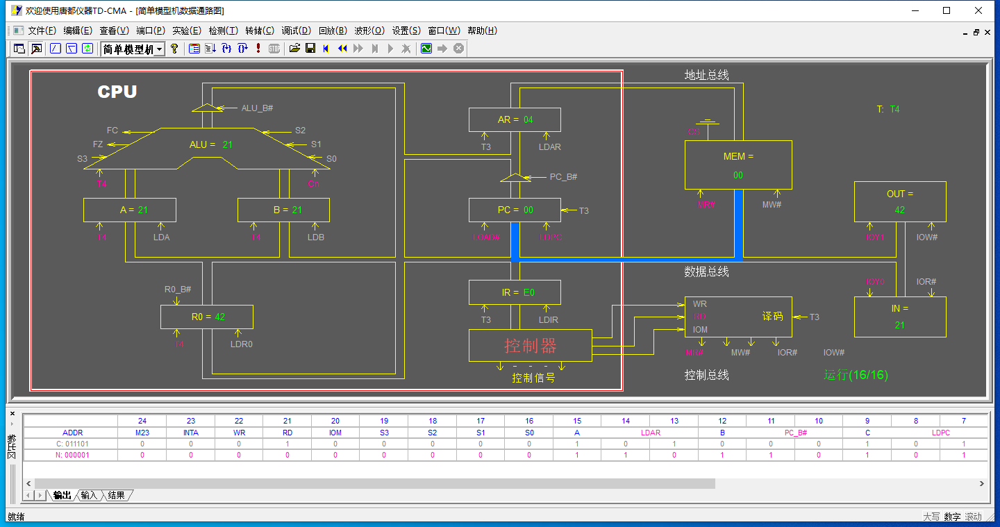 欢迎使用唐都仪器TD-CMA - [简单模型机数据通路图]
文件(F) 编辑(E) 查看(V) 端口(P) 实验(E) 检测(T) 转储(C) 调试(D) 回放(B) 波形(O) 设置(S) 窗口(W) 帮助(H)
简单模型机
STOP
地址总线
CPU
ALU_B#
AR = 04
T: T4
FC
S2
FZ
ALU = 21
S1
T3
LDAR
S3
S0
MEM =
00
T4
Cn
PC_B#
OUT =
42
A = 21
B = 21
PC = 00
T3
MR#
MW#
T4
LDA
T4
LDB
LOAD#
LDPC
IOY1
IOW#
数据总线
R0_B#
IR = E0
IOY0
IOR#
R0 = 42
T3
LDIR
WR
RD
IOM
译码
T3
IN =
21
T4
LDR0
控制器
MR#
MW#
IOR#
IOW#
控制信号
控制总线
运行(16/16)
24 23 22 21 20 19 18 17 16 15 14 13 12 11 10 9 8 7
ADDR M23 INTA WR RD IOM S3 S2 S1 S0 A LDAR B PC_B# C LDPC
C: 011101 0 0 0 1 0 0 0 0 0 1 0 1 0 0 0 1 0 1
N: 000001 0 0 0 0 0 0 0 0 0 1 1 0 1 1 0 1 0 1
输出 输入 结果
就绪
大写 数字 滚动